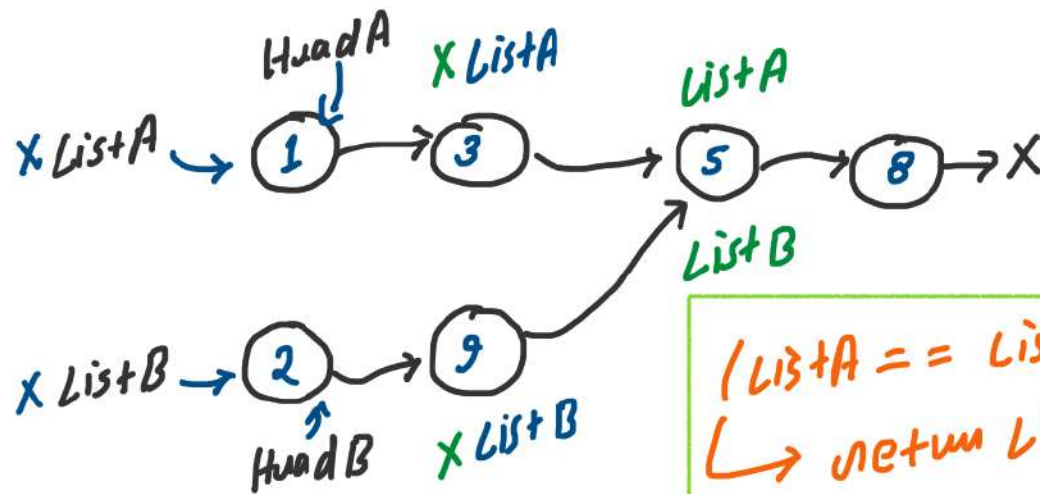 HeadA
X ListA
ListA
X ListA
1
3
5
8
X
ListB
X ListB
2
9
HeadB
X ListB
(ListA == Lis
return L